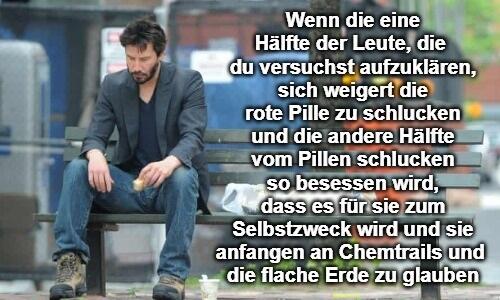 Wenn die eine
Hälfte der Leute, die
du versuchst aufzuklären,
sich weigert die
rote Pille zu schlucken
und die andere Hälfte
vom Pillen schlucken
so besessen wird,
dass es für sie zum
Selbstzweck wird und sie
anfangen an Chemtrails und
die flache Erde zu glauben